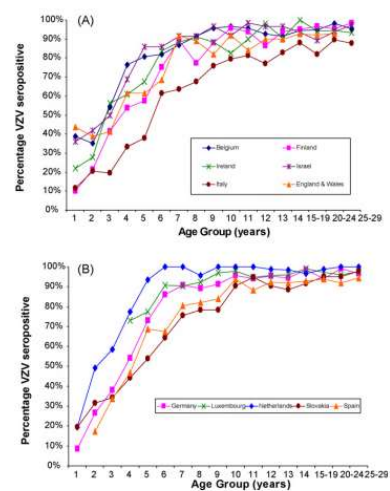 (A)
Percentage VZV seropositive
100%
90%
80%
70%
60%
50%
40%
30%
20%
10%
0%
Belgium Finland
Ireland Israel
Italy England & Wales
1 2 3 4 5 6 7 8 9 10 11 12 13 14 15-19 20-24 25-29
Age Group (years)
(B)
Percentage VZV seropositive
100%
90%
80%
70%
60%
50%
40%
30%
20%
10%
0%
Germany Luxembourg Netherlands Slovakia Spain
1 2 3 4 5 6 7 8 9 10 11 12 13 14 15-19 20-24 25-29
Age Group (years)